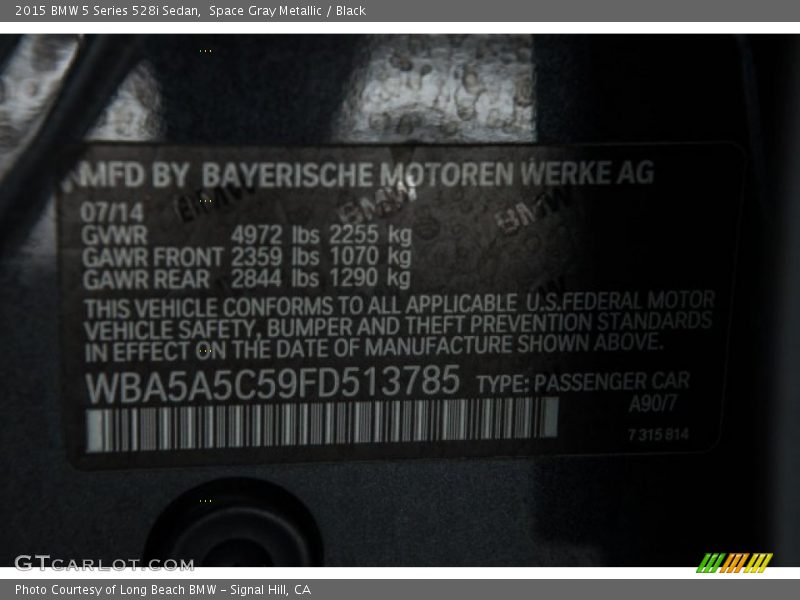 2015 BMW 5 Series 528i Sedan,  Space Gray Metallic / Black
MFD BY BAYERISCHE MOTOREN WERKE AG
07/14
BMW BMW BMW
GVWR 4972 lbs 2255 kg
GAWR FRONT 2359 lbs 1070 kg
GAWR REAR 2844 lbs 1290 kg
THIS VEHICLE CONFORMS TO ALL APPLICABLE U.S.FEDERAL MOTOR
VEHICLE SAFETY, BUMPER AND THEFT PREVENTION STANDARDS
IN EFFECT ON THE DATE OF MANUFACTURE SHOWN ABOVE.
WBA5A5C59FD513785 TYPE: PASSENGER CAR
A90/7
7 315 814
GTCARLOT.COM
Photo Courtesy of Long Beach BMW – Signal Hill, CA